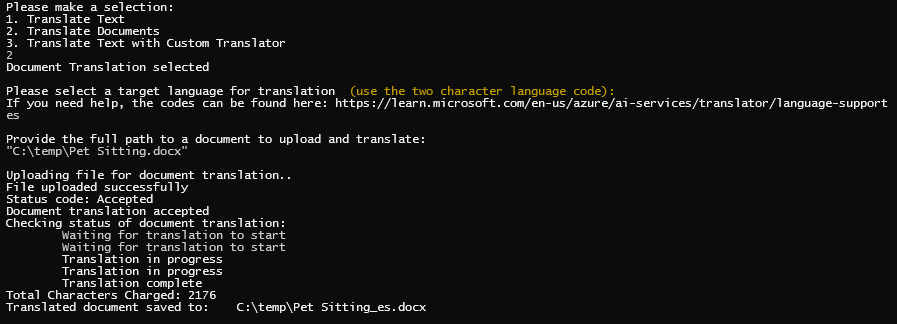 Please make a selection:
1. Translate Text
2. Translate Documents
3. Translate Text with Custom Translator
2
Document Translation selected
Please select a target language for translation  (use the two character language code):
If you need help, the codes can be found here: https://learn.microsoft.com/en-us/azure/ai-services/translator/language-support
es
Provide the full path to a document to upload and translate:
"C:\temp\Pet Sitting.docx"
Uploading file for document translation..
File uploaded successfully
Status code: Accepted
Document translation accepted
Checking status of document translation:
Waiting for translation to start
Waiting for translation to start
Translation in progress
Translation in progress
Translation complete
Total Characters Charged: 2176
Translated document saved to:    C:\temp\Pet Sitting_es.docx